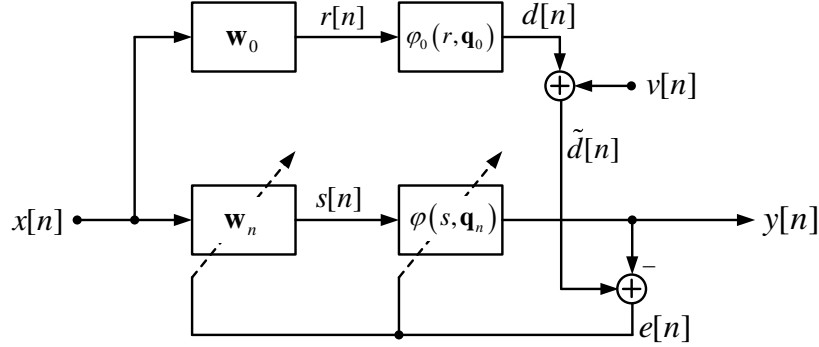 r[n]
d[n]
w₀
φ₀(r, q₀)
v[n]
d̃[n]
s[n]
x[n]
wₙ
φ(s, qₙ)
y[n]
−
e[n]